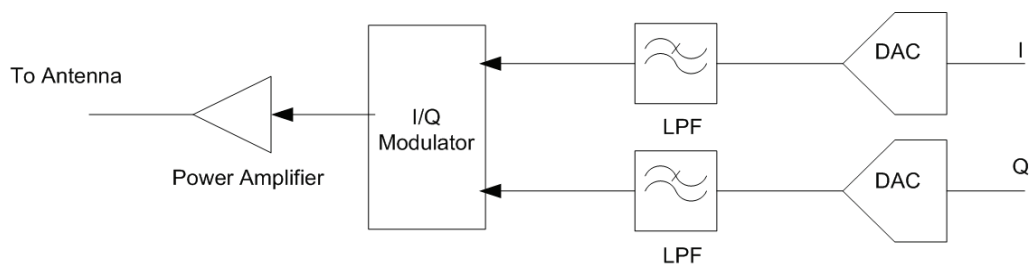 To Antenna
Power Amplifier
I/Q
Modulator
LPF
DAC
I
LPF
DAC
Q